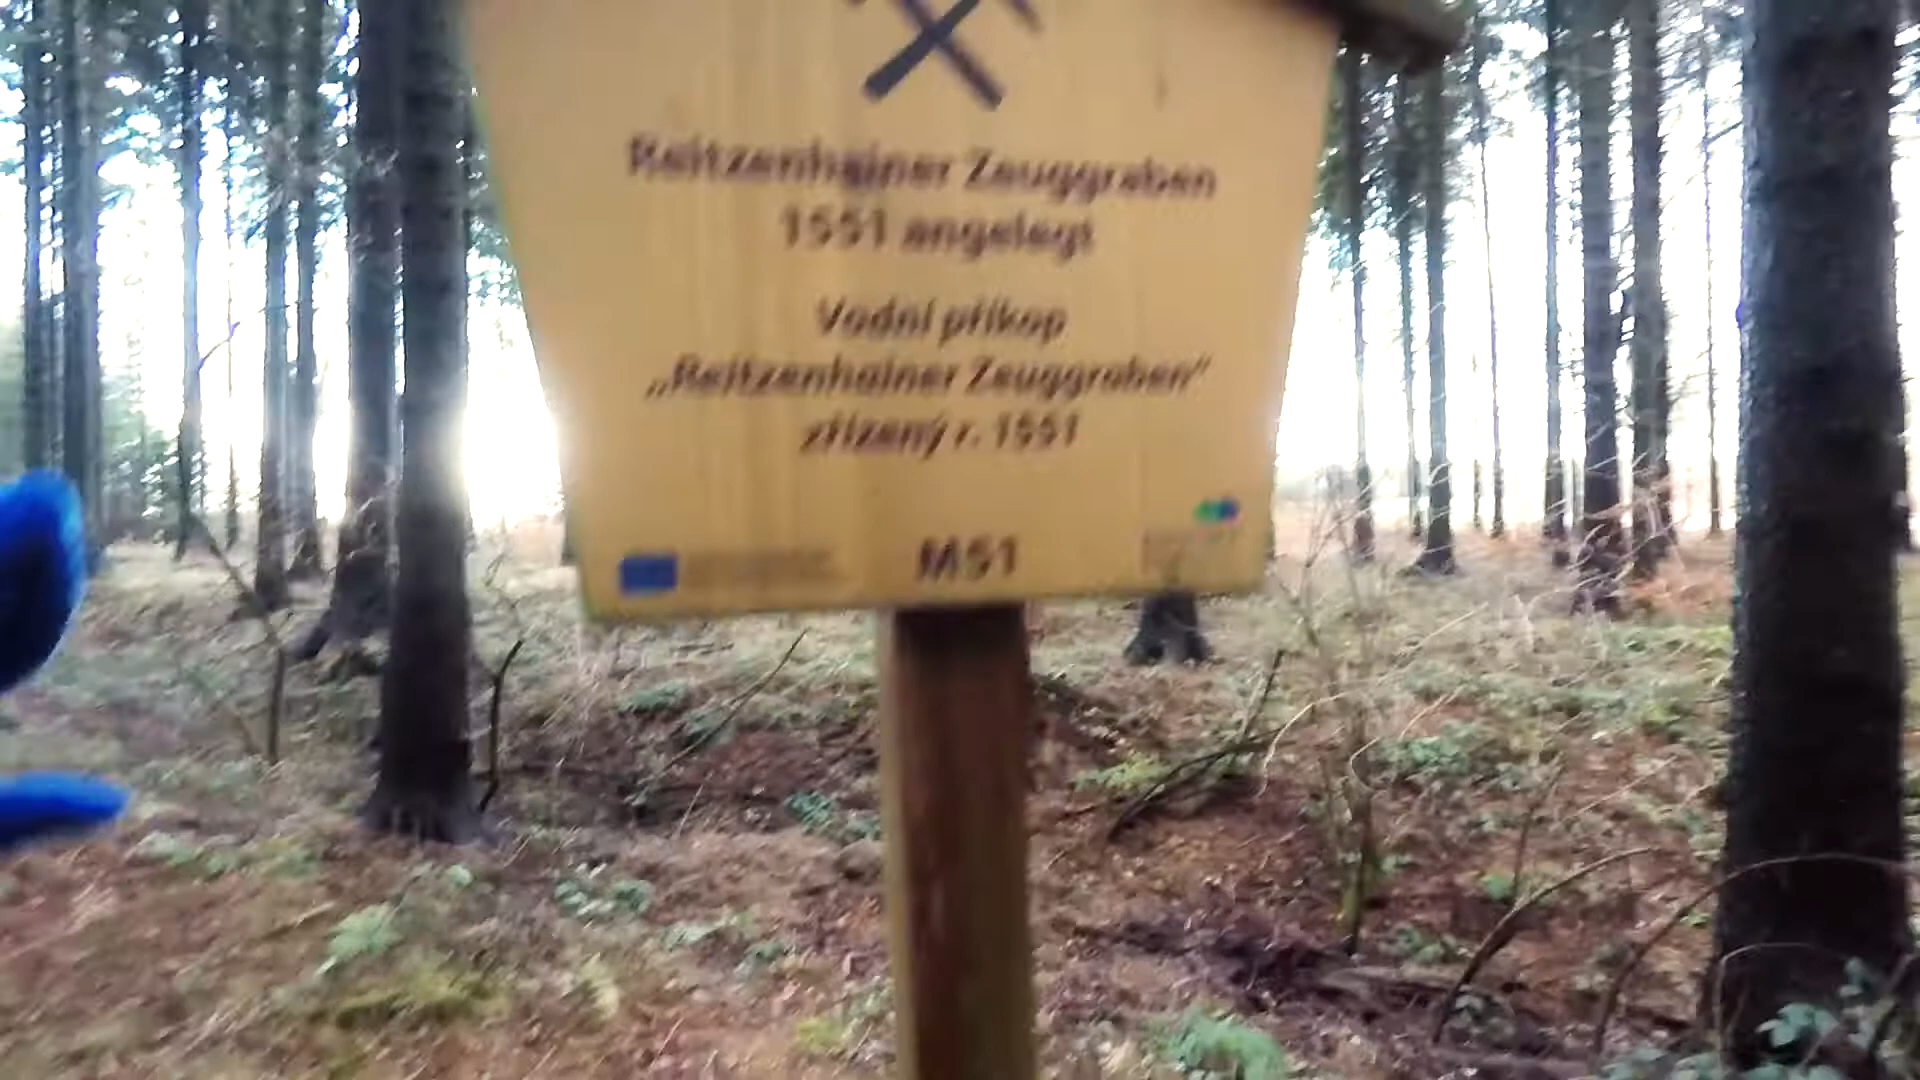 Reitzenhainer Zeuggraben
1551 angelegt
Vodní příkop
„Reitzenhainer Zeuggraben“
zřízený r. 1551
M51